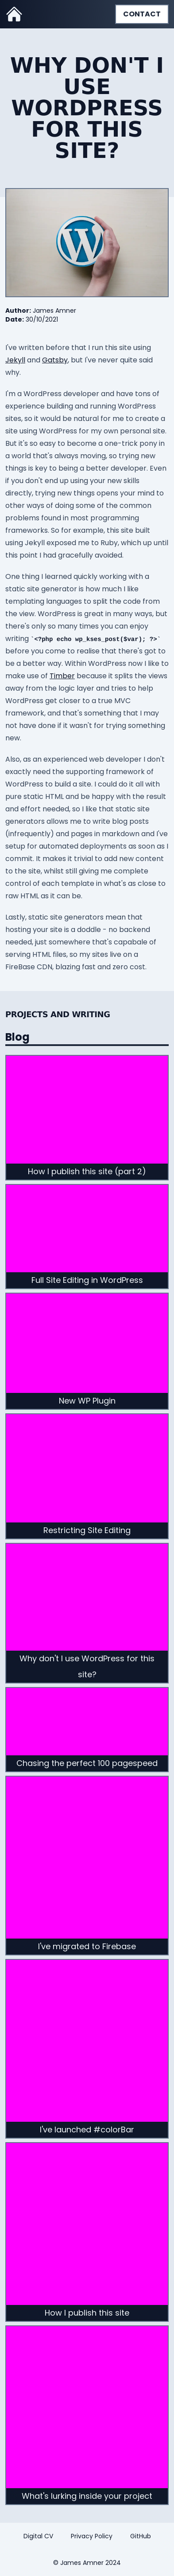 CONTACT
WHY DON'T I
USE
WORDPRESS
FOR THIS
SITE?
Author: James Amner
Date: 30/10/2021
I've written before that I run this site using
Jekyll and Gatsby, but I've never quite said
why.
I'm a WordPress developer and have tons of
experience building and running WordPress
sites, so it would be natural for me to create a
site using WordPress for my own personal site.
But it's so easy to become a one-trick pony in
a world that's always moving, so trying new
things is key to being a better developer. Even
if you don't end up using your new skills
directly, trying new things opens your mind to
other ways of doing some of the common
problems found in most programming
frameworks. So for example, this site built
using Jekyll exposed me to Ruby, which up until
this point I had gracefully avoided.
One thing I learned quickly working with a
static site generator is how much I like
templating languages to split the code from
the view. WordPress is great in many ways, but
there's only so many times you can enjoy
writing `<?php echo wp_kses_post($var); ?>`
before you come to realise that there's got to
be a better way. Within WordPress now I like to
make use of Timber because it splits the views
away from the logic layer and tries to help
WordPress get closer to a true MVC
framework, and that's something that I may
not have done if it wasn't for trying something
new.
Also, as an experienced web developer I don't
exactly need the supporting framework of
WordPress to build a site. I could do it all with
pure static HTML and be happy with the result
and effort needed, so I like that static site
generators allows me to write blog posts
(infrequently) and pages in markdown and i've
setup for automated deployments as soon as I
commit. It makes it trivial to add new content
to the site, whilst still giving me complete
control of each template in what's as close to
raw HTML as it can be.
Lastly, static site generators mean that
hosting your site is a doddle - no backend
needed, just somewhere that's capabale of
serving HTML files, so my sites live on a
FireBase CDN, blazing fast and zero cost.
PROJECTS AND WRITING
Blog
How I publish this site (part 2)
Full Site Editing in WordPress
New WP Plugin
Restricting Site Editing
Why don't I use WordPress for this
site?
Chasing the perfect 100 pagespeed
I've migrated to Firebase
I've launched #colorBar
How I publish this site
What's lurking inside your project
Digital CV Privacy Policy GitHub
© James Amner 2024